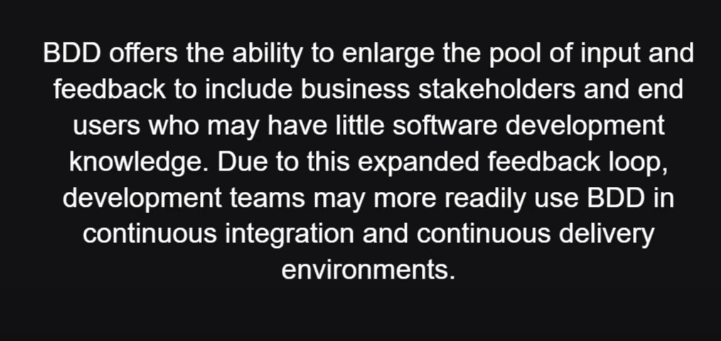 BDD offers the ability to enlarge the pool of input and
feedback to include business stakeholders and end
users who may have little software development
knowledge. Due to this expanded feedback loop,
development teams may more readily use BDD in
continuous integration and continuous delivery
environments.